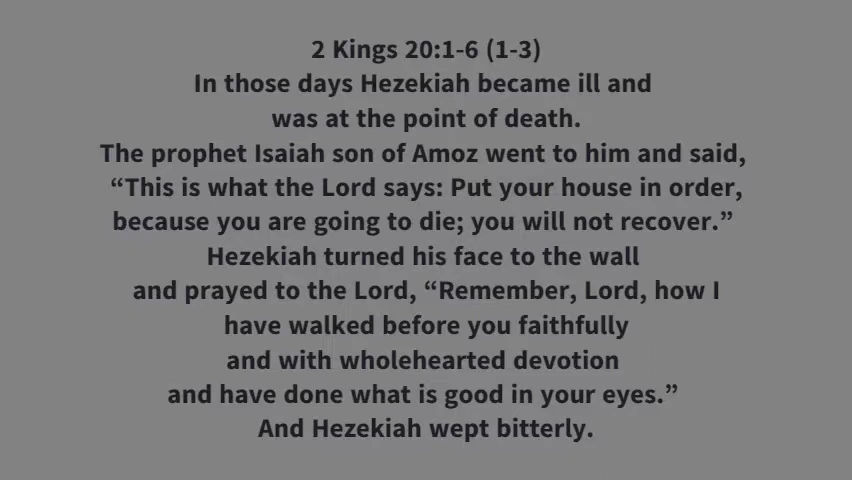 2 Kings 20:1-6 (1-3)
In those days Hezekiah became ill and
was at the point of death.
The prophet Isaiah son of Amoz went to him and said,
“This is what the Lord says: Put your house in order,
because you are going to die; you will not recover.”
Hezekiah turned his face to the wall
and prayed to the Lord, “Remember, Lord, how I
have walked before you faithfully
and with wholehearted devotion
and have done what is good in your eyes.”
And Hezekiah wept bitterly.